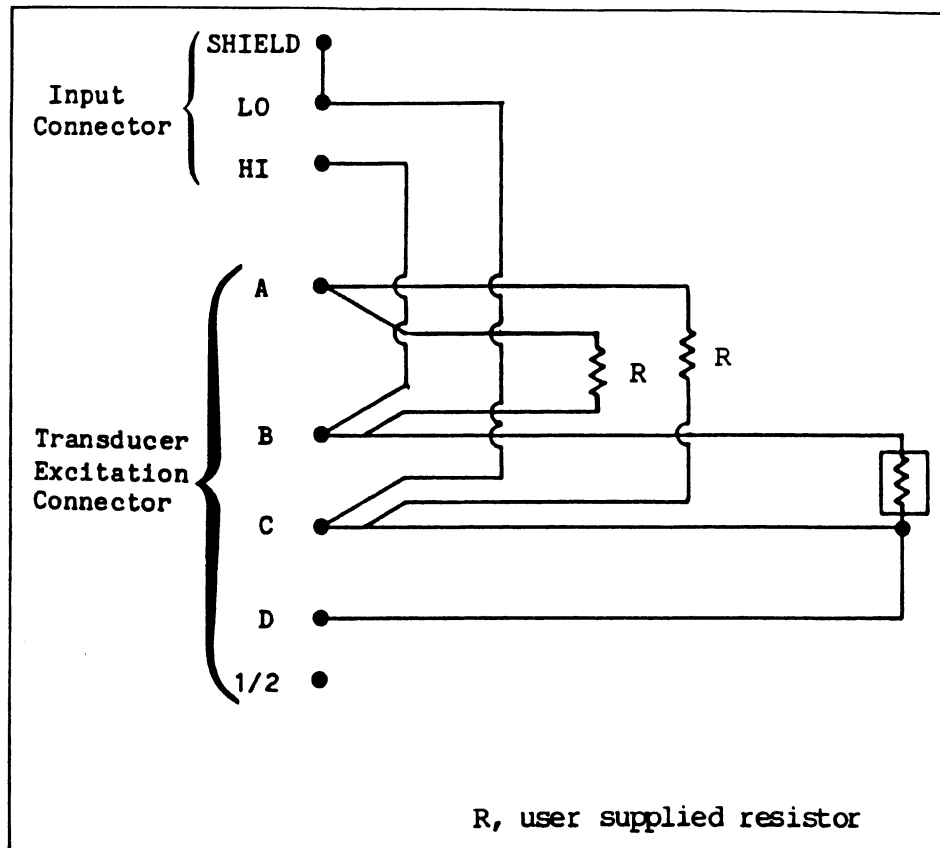 SHIELD
Input
Connector
LO
HI
A
R
R
B
Transducer
Excitation
Connector
C
D
1/2
R, user supplied resistor